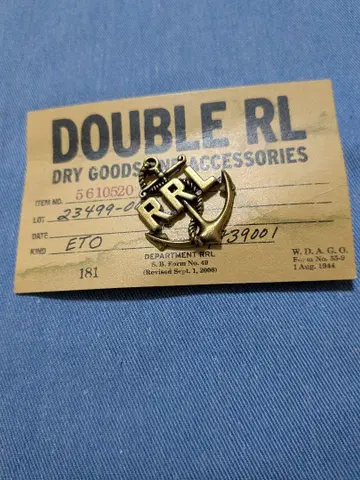 DOUBLE RL
DRY GOODS AND ACCESSORIES
ITEM NO. 5610520
LOT 23499-0
DATE
KIND ETO 39001
RRL
181
DEPARTMENT RRL
S. B. Form No. 49
(Revised Sept. 1, 2008)
W. D. A. G. O.
Form No. 55-9
1 Aug. 1944